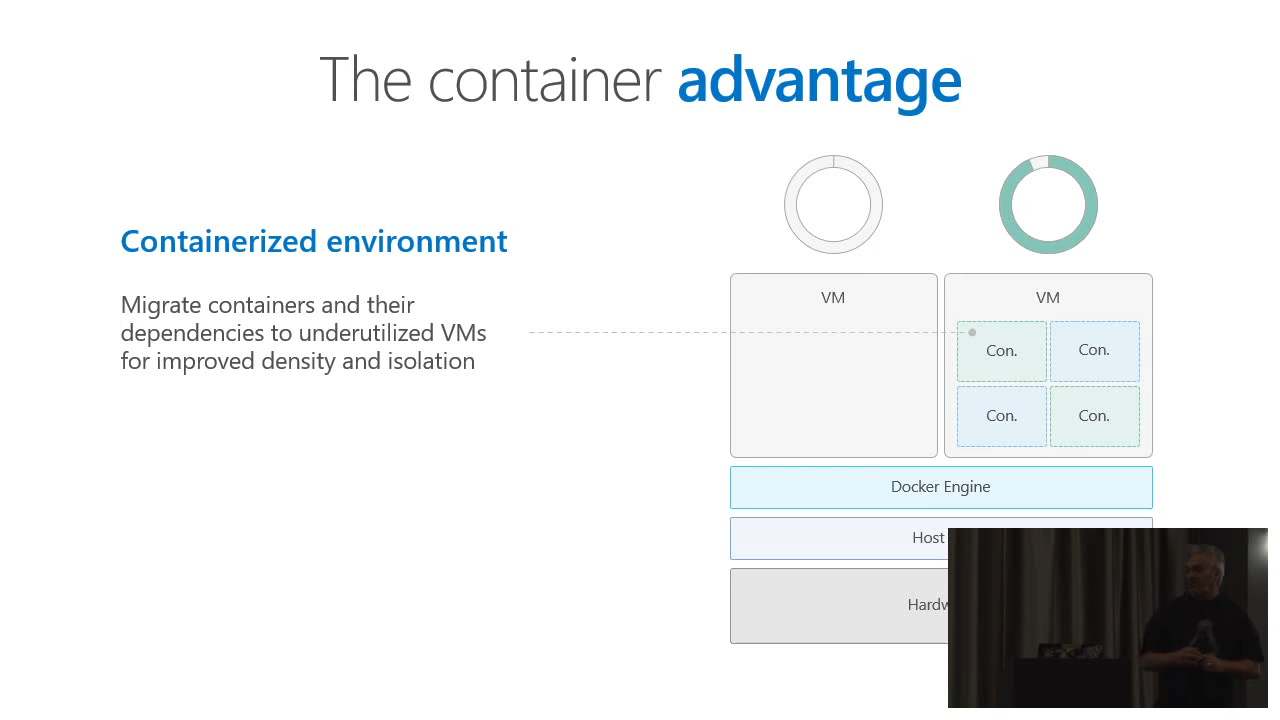 The container advantage
Containerized environment
Migrate containers and their
dependencies to underutilized VMs
for improved density and isolation
VM
VM
Con.
Con.
Con.
Con.
Docker Engine
Host